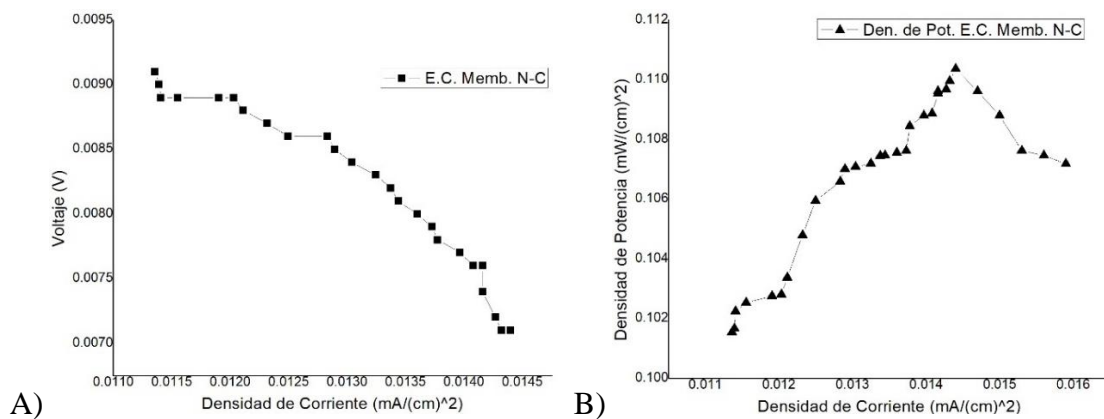 0.0095
0.0090
0.0085
0.0080
0.0075
0.0070
Voltaje (V)
E.C. Memb. N-C
0.0110 0.0115 0.0120 0.0125 0.0130 0.0135 0.0140 0.0145
Densidad de Corriente (mA/(cm)^2)
A)
0.112
0.110
0.108
0.106
0.104
0.102
0.100
Densidad de Potencia (mW/(cm)^2)
Den. de Pot. E.C. Memb. N-C
0.011 0.012 0.013 0.014 0.015 0.016
Densidad de Corriente (mA/(cm)^2)
B)